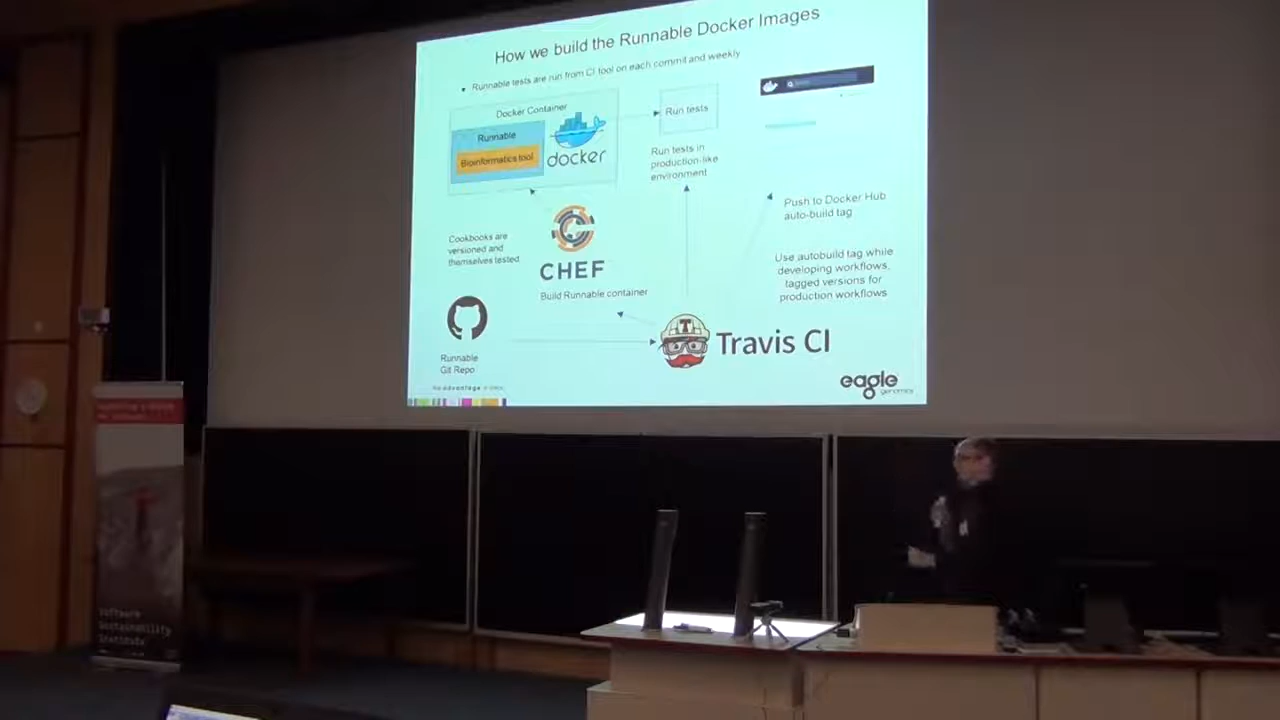 How we build the Runnable Docker Images
Runnable tests are run from CI tool on each commit and weekly
Docker Container
Runnable
Bioinformatics tool
docker
Run tests
Run tests in
production-like
environment
Push to Docker Hub
auto-build tag
Cookbooks are
versioned and
themselves tested
CHEF
Build Runnable container
Use autobuild tag while
developing workflows,
tagged versions for
production workflows
Runnable
Git Repo
T
Travis CI
eagle
genomics
Software
Sustainability
Institute